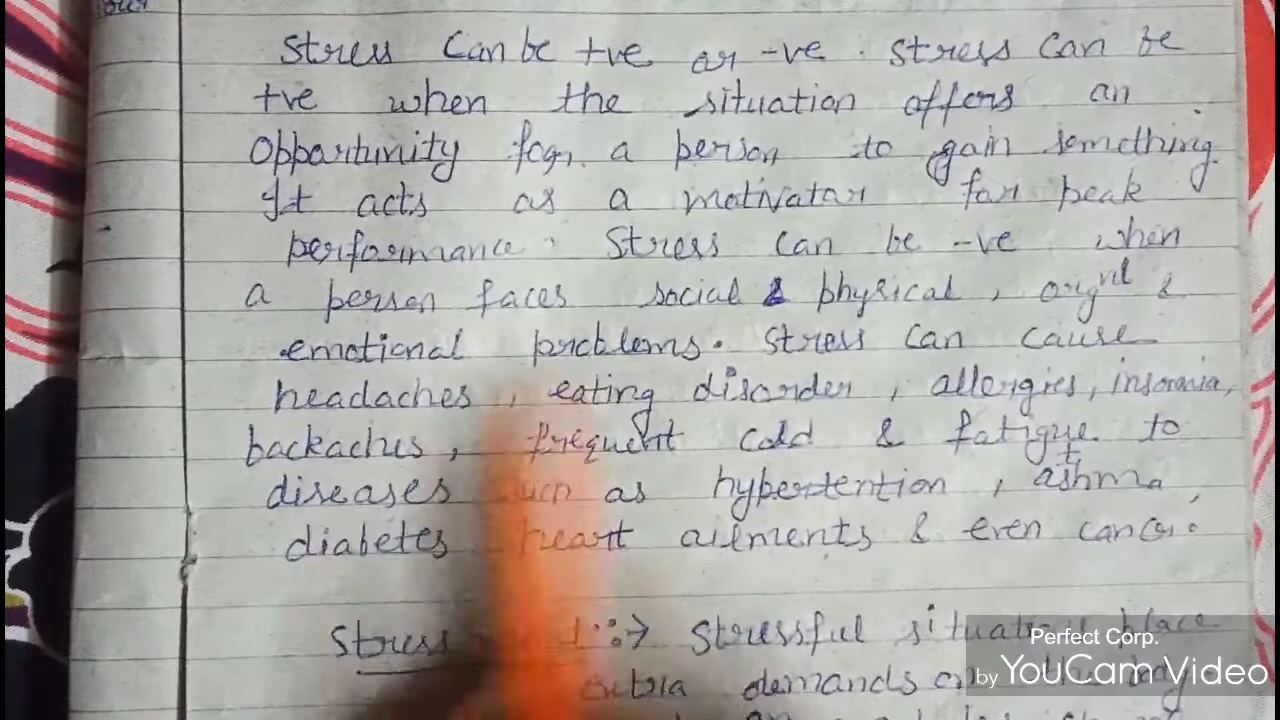 Stress can be +ve or -ve. Stress can be
+ve when the situation offers an
opportunity for a person to gain something.
It acts as a motivator for peak
performance. Stress can be -ve when
a person faces social & physical, &
emotional problems. Stress can cause
headaches, eating disorder, allergies, insomnia,
backaches, frequent cold & fatigue to
diseases such as hypertention, asthma,
diabetes heart ailments & even cancer.
Stress :→ Stressful situations place
extra demands on
Perfect Corp.
by YOUCam Video